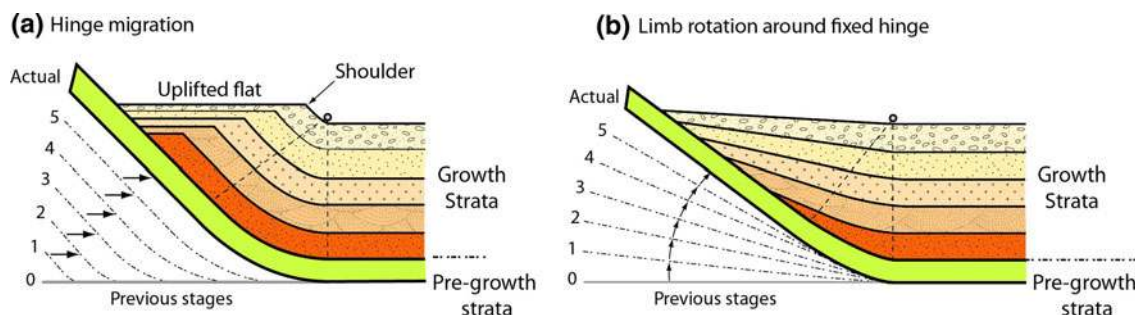 (a) Hinge migration
Shoulder
Actual
Uplifted flat
5
4
3
2
1
0
Previous stages
Growth
Strata
Pre-growth
strata
(b) Limb rotation around fixed hinge
Actual
5
4
3
2
1
0
Previous stages
Growth
Strata
Pre-growth
strata